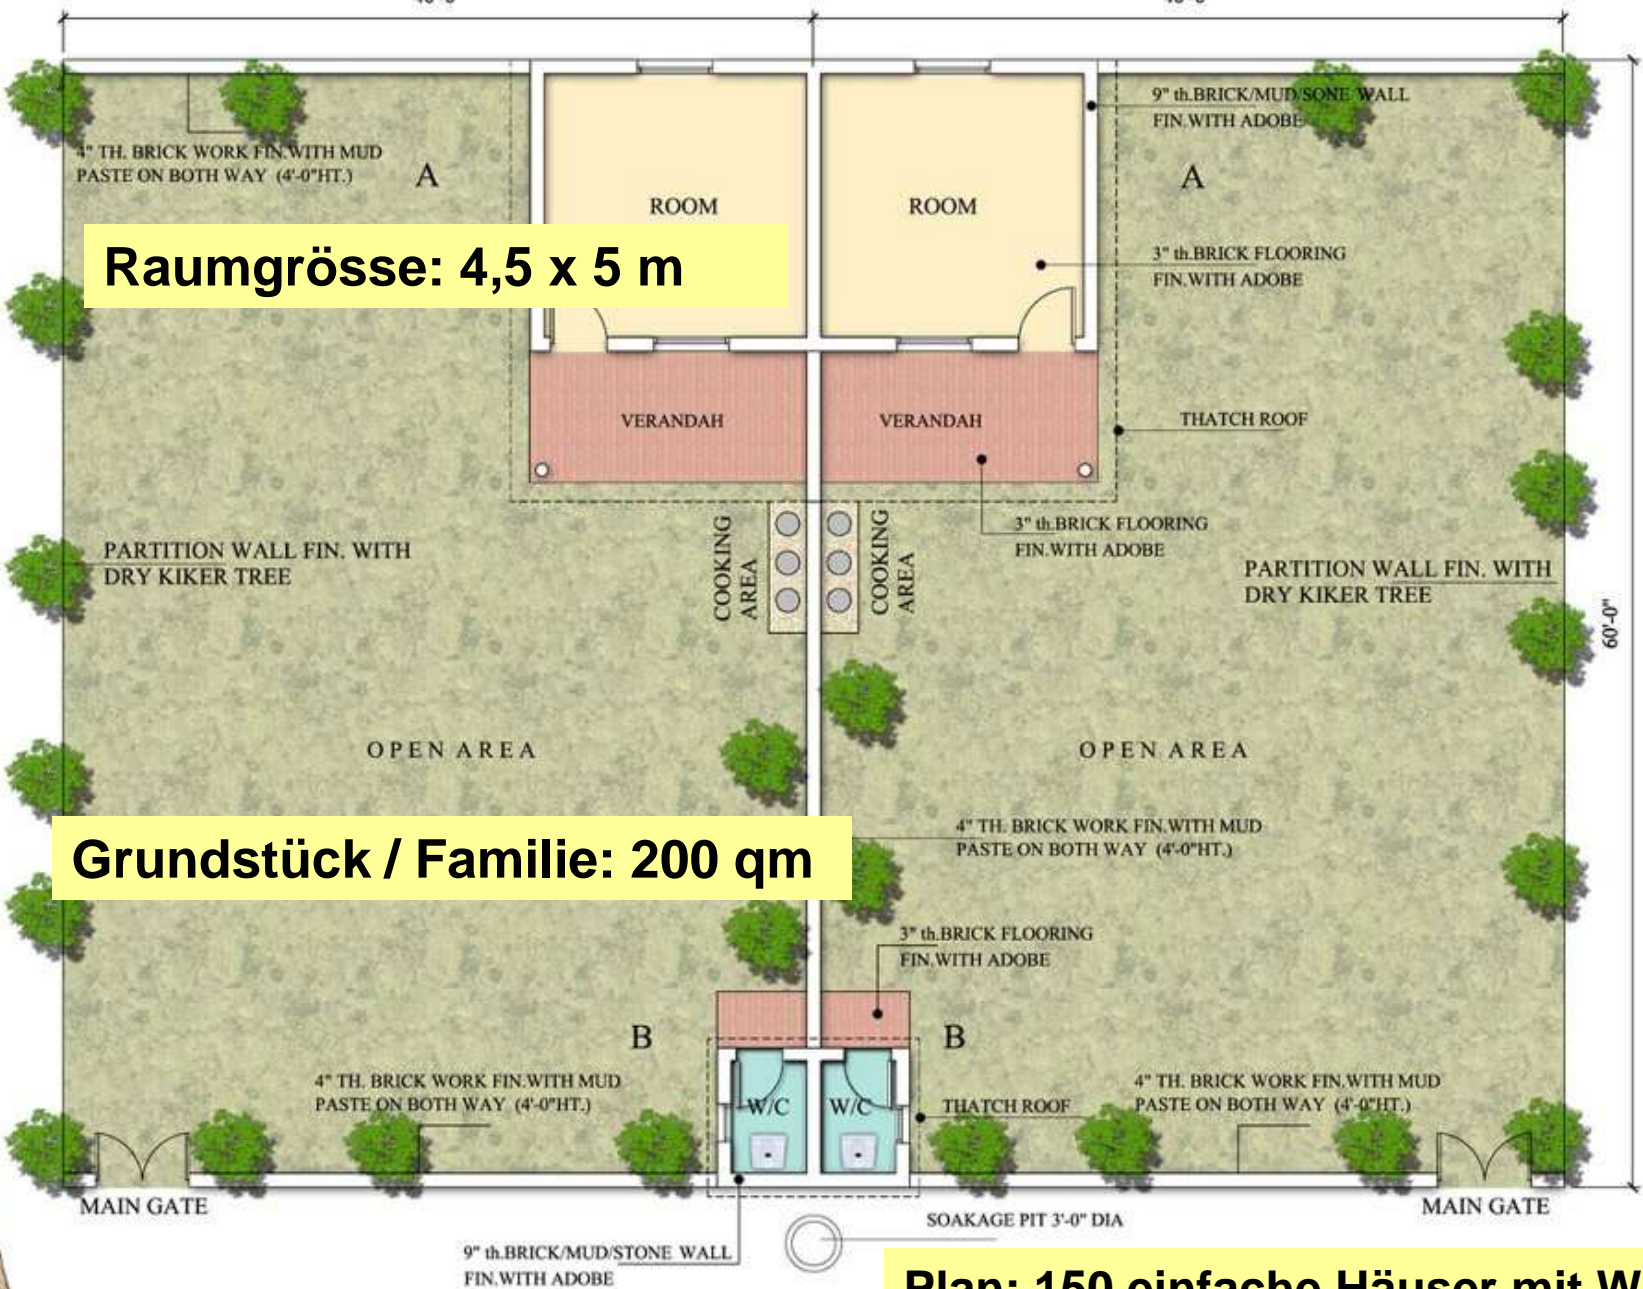 9" th.BRICK/MUD/SONE WALL
FIN.WITH ADOBE
4" TH. BRICK WORK FIN.WITH MUD
PASTE ON BOTH WAY (4'-0"HT.)
A
A
ROOM
ROOM
Raumgrösse: 4,5 x 5 m
3" th.BRICK FLOORING
FIN.WITH ADOBE
VERANDAH
VERANDAH
THATCH ROOF
COOKING
AREA
COOKING
AREA
3" th.BRICK FLOORING
FIN.WITH ADOBE
PARTITION WALL FIN. WITH
DRY KIKER TREE
PARTITION WALL FIN. WITH
DRY KIKER TREE
60'-0"
OPEN AREA
OPEN AREA
4" TH. BRICK WORK FIN.WITH MUD
PASTE ON BOTH WAY (4'-0"HT.)
Grundstück / Familie: 200 qm
3" th.BRICK FLOORING
FIN.WITH ADOBE
B
B
4" TH. BRICK WORK FIN.WITH MUD
PASTE ON BOTH WAY (4'-0"HT.)
W/C
W/C
THATCH ROOF
4" TH. BRICK WORK FIN.WITH MUD
PASTE ON BOTH WAY (4'-0"HT.)
MAIN GATE
MAIN GATE
SOAKAGE PIT 3'-0" DIA
9" th.BRICK/MUD/STONE WALL
FIN.WITH ADOBE
Plan: 150 einfache Häuser mit W